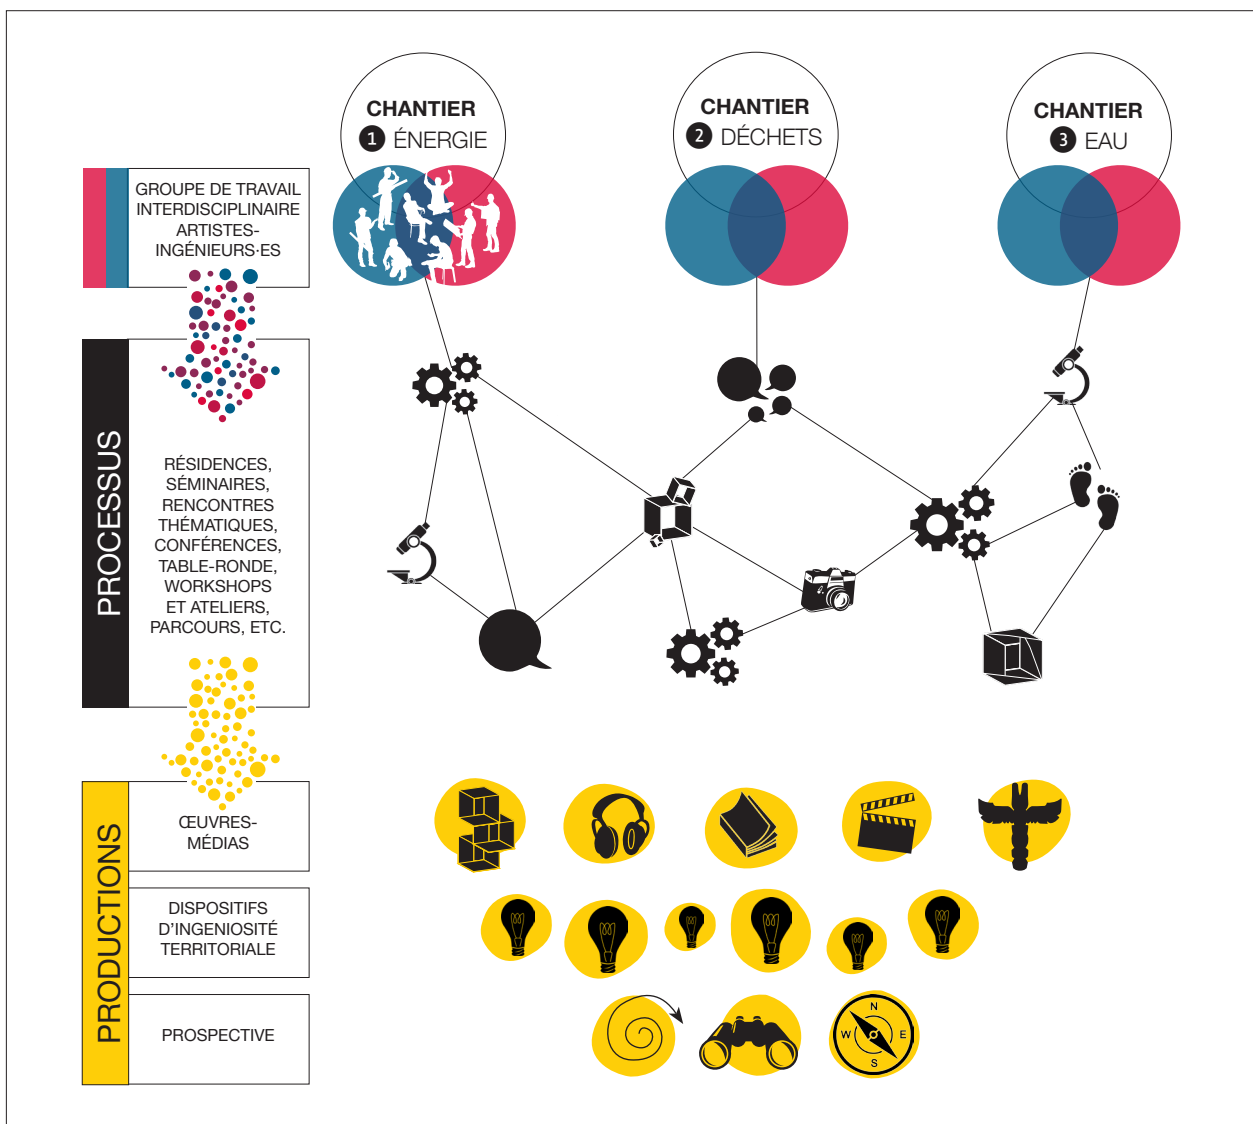 CHANTIER
1 ÉNERGIE
CHANTIER
2 DÉCHETS
CHANTIER
3 EAU
GROUPE DE TRAVAIL
INTERDISCIPLINAIRE
ARTISTES-
INGÉNIEURS·ES
PROCESSUS
RÉSIDENCES,
SÉMINAIRES,
RENCONTRES
THÉMATIQUES,
CONFÉRENCES,
TABLE-RONDE,
WORKSHOPS
ET ATELIERS,
PARCOURS, ETC.
PRODUCTIONS
ŒUVRES-
MÉDIAS
DISPOSITIFS
D'INGENIOSITÉ
TERRITORIALE
PROSPECTIVE
N
W E
S